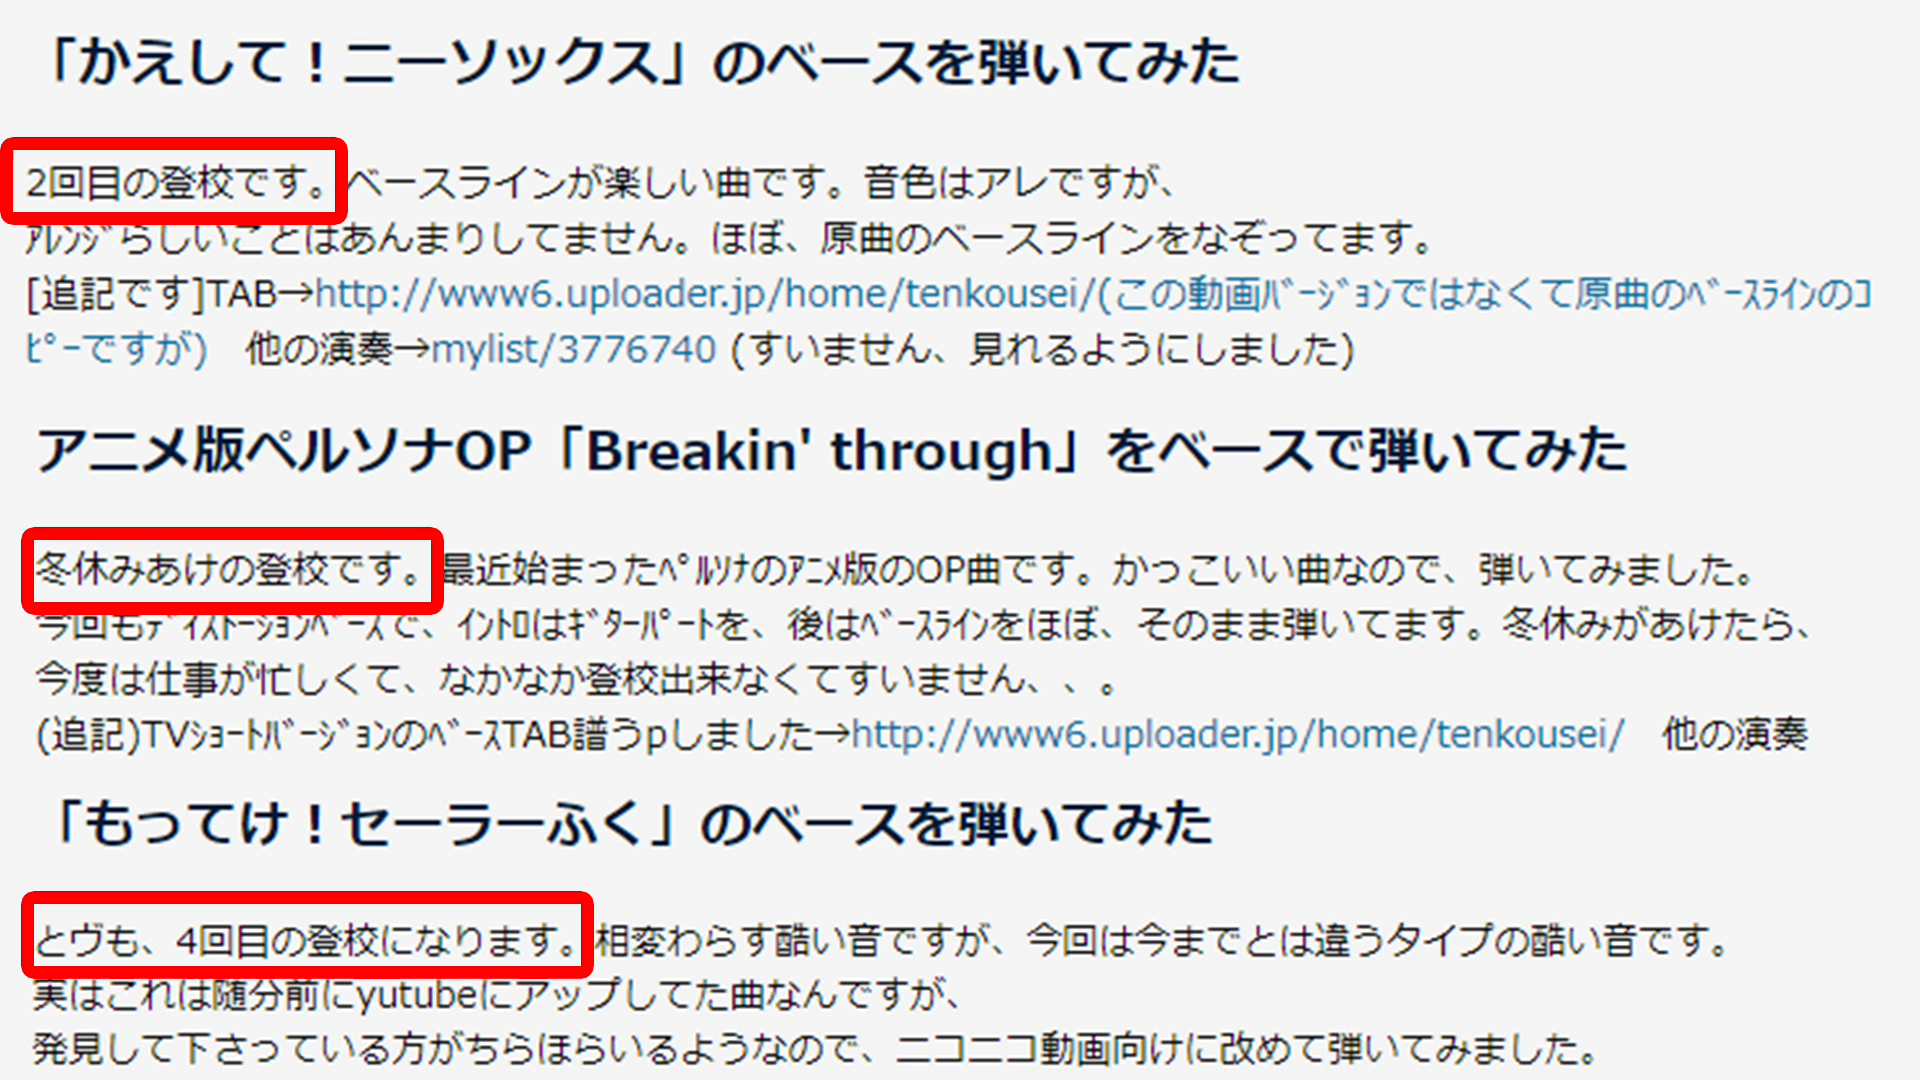 「かえして！ニーソックス」のベースを弾いてみた
2回目の登校です。ベースラインが楽しい曲です。音色はアレですが、
ｱﾚﾝｼﾞらしいことはあんまりしてません。ほぼ、原曲のベースラインをなぞってます。
[追記です]TAB→http://www6.uploader.jp/home/tenkousei/(この動画ﾊﾞｰｼﾞｮﾝではなくて原曲のﾍﾞｰｽﾗｲﾝのｺ
ﾋﾟｰですが)　他の演奏→mylist/3776740 (すいません、見れるようにしました)
アニメ版ペルソナOP「Breakin' through」をベースで弾いてみた
冬休みあけの登校です。最近始まったﾍﾟﾙｿﾅのｱﾆﾒ版のOP曲です。かっこいい曲なので、弾いてみました。
今回もﾃﾞｨｽﾄｰｼｮﾝﾍﾞｰｽで、ｲﾝﾄﾛはｷﾞﾀｰﾊﾟｰﾄを、後はﾍﾞｰｽﾗｲﾝをほぼ、そのまま弾いてます。冬休みがあけたら、
今度は仕事が忙しくて、なかなか登校出来なくてすいません、、。
(追記)TVｼｮｰﾄﾊﾞｰｼﾞｮﾝのﾍﾞｰｽTAB譜うpしました→http://www6.uploader.jp/home/tenkousei/　他の演奏
「もってけ！セーラーふく」のベースを弾いてみた
とヴも、4回目の登校になります。相変わらす酷い音ですが、今回は今までとは違うタイプの酷い音です。
実はこれは随分前にyutubeにアップしてた曲なんですが、
発見して下さっている方がちらほらいるようなので、ニコニコ動画向けに改めて弾いてみました。